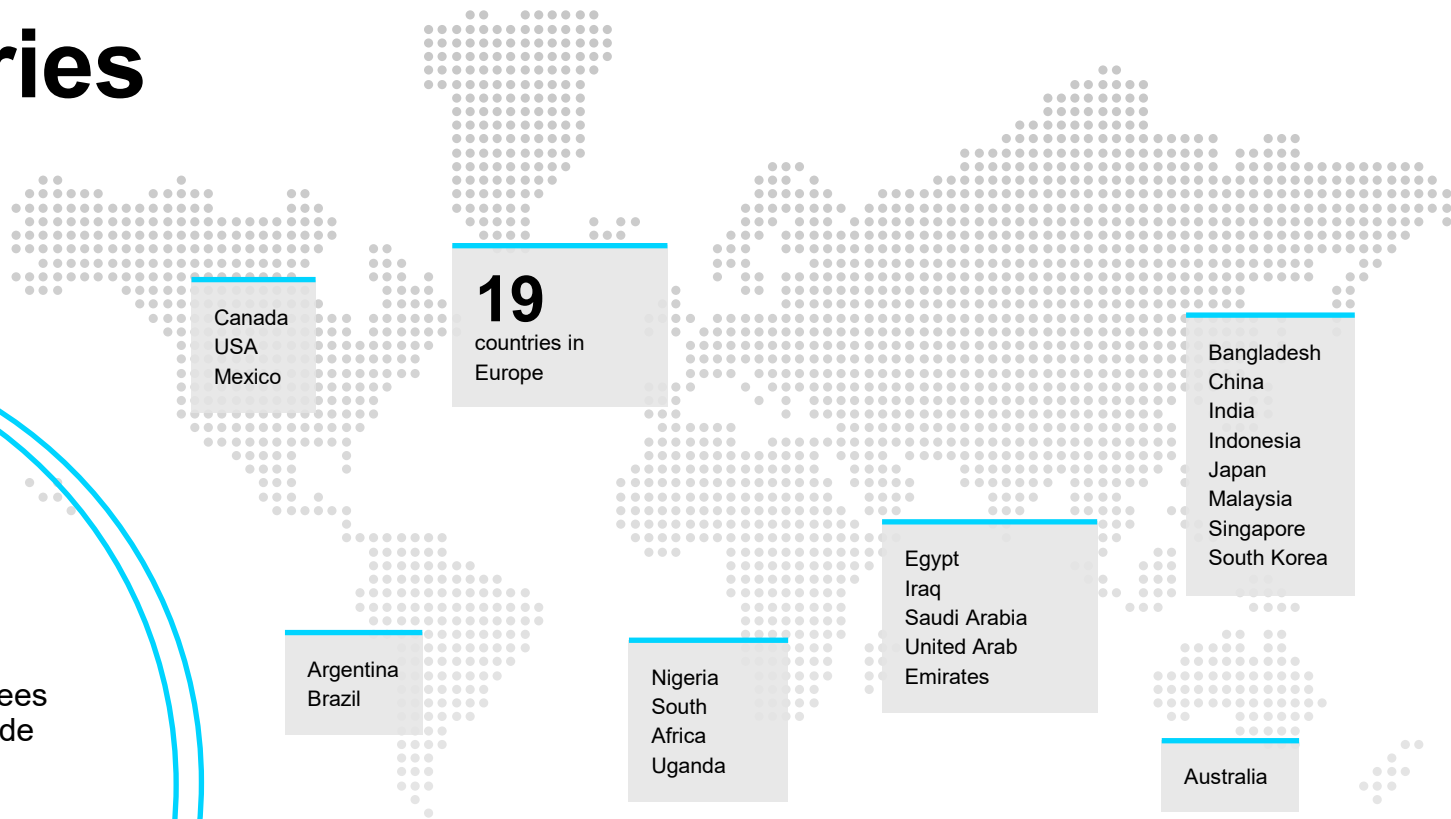 ries
Canada
USA
Mexico
19
countries in
Europe
Bangladesh
China
India
Indonesia
Japan
Malaysia
Singapore
South Korea
Egypt
Iraq
Saudi Arabia
United Arab
Emirates
Argentina
Brazil
Nigeria
South
Africa
Uganda
Australia
ees
de